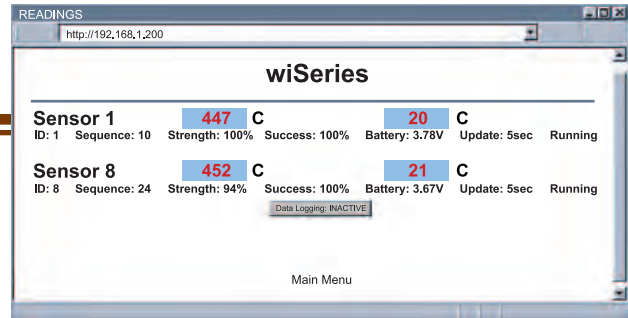 READINGS
http://192.168.1.200
wiSeries
Sensor 1 447 C 20 C
ID: 1 Sequence: 10 Strength: 100% Success: 100% Battery: 3.78V Update: 5sec Running
Sensor 8 452 C 21 C
ID: 8 Sequence: 24 Strength: 94% Success: 100% Battery: 3.67V Update: 5sec Running
Data Logging: INACTIVE
Main Menu